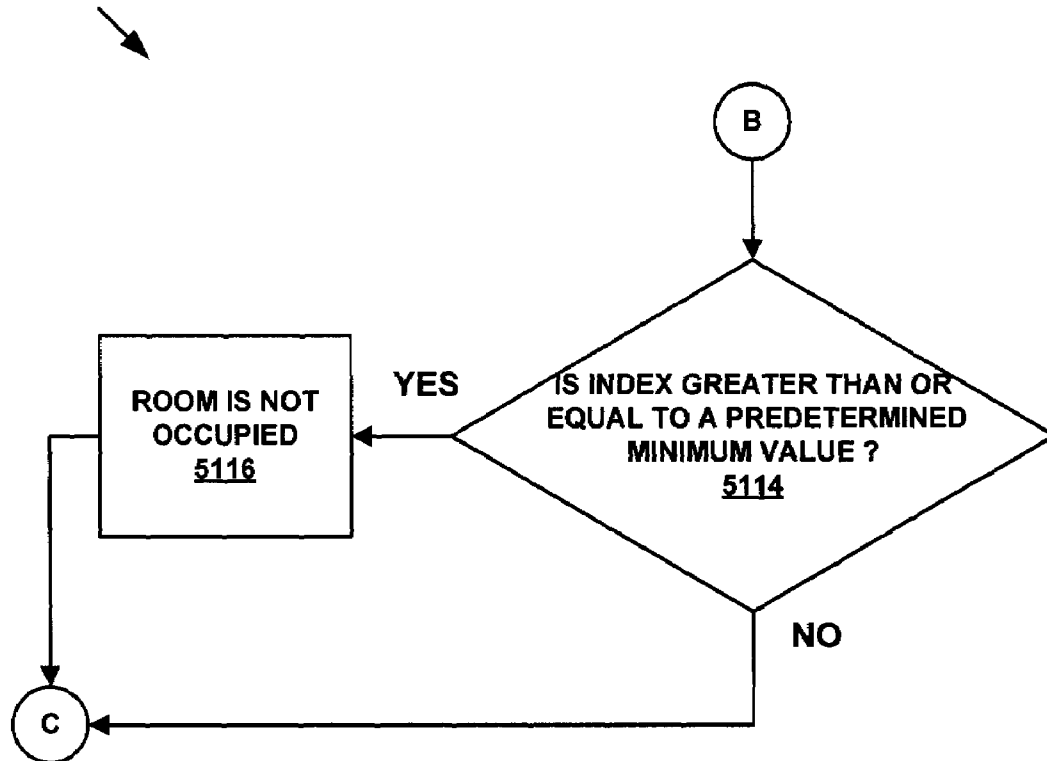 B
IS INDEX GREATER THAN OR
EQUAL TO A PREDETERMINED
MINIMUM VALUE ?
5114
YES
ROOM IS NOT
OCCUPIED
5116
NO
C